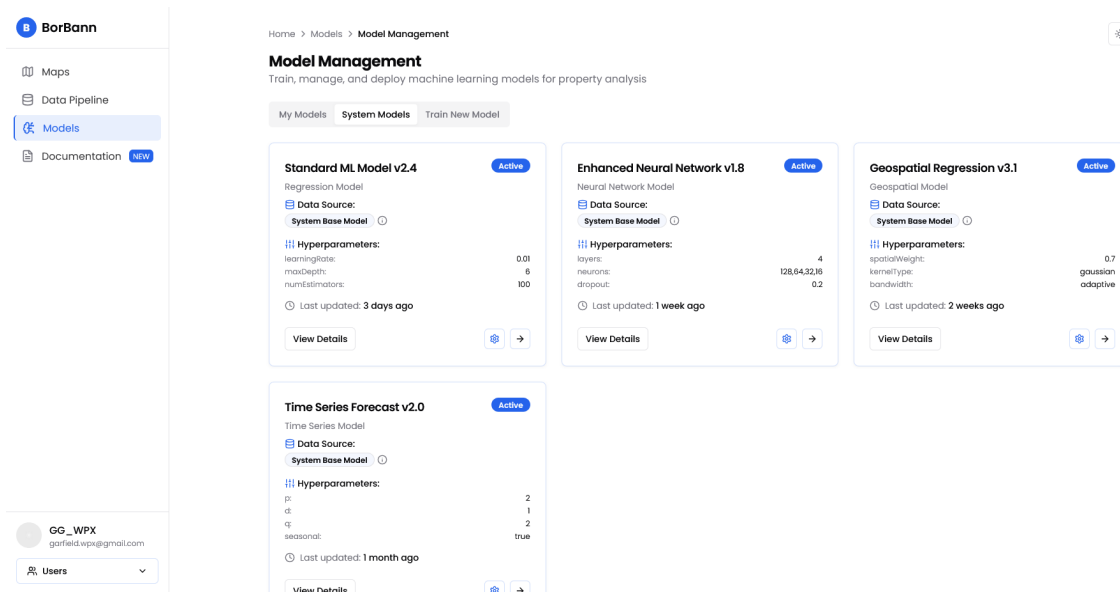 B BorBann
Maps
Data Pipeline
Models
Documentation NEW
GG_WPX
garfield.wpx@gmail.com
Users
Home > Models > Model Management
Model Management
Train, manage, and deploy machine learning models for property analysis
My Models System Models Train New Model
Standard ML Model v2.4 Active
Regression Model
Data Source:
System Base Model
Hyperparameters:
learningRate: 0.01
maxDepth: 6
numEstimators: 100
Last updated: 3 days ago
View Details
Enhanced Neural Network v1.8 Active
Neural Network Model
Data Source:
System Base Model
Hyperparameters:
layers: 4
neurons: 128,64,32,16
dropout: 0.2
Last updated: 1 week ago
View Details
Geospatial Regression v3.1 Active
Geospatial Model
Data Source:
System Base Model
Hyperparameters:
spatialWeight: 0.7
kernelType: gaussian
bandwidth: adaptive
Last updated: 2 weeks ago
View Details
Time Series Forecast v2.0 Active
Time Series Model
Data Source:
System Base Model
Hyperparameters:
p: 2
d: 1
q: 2
seasonal: true
Last updated: 1 month ago
View Details